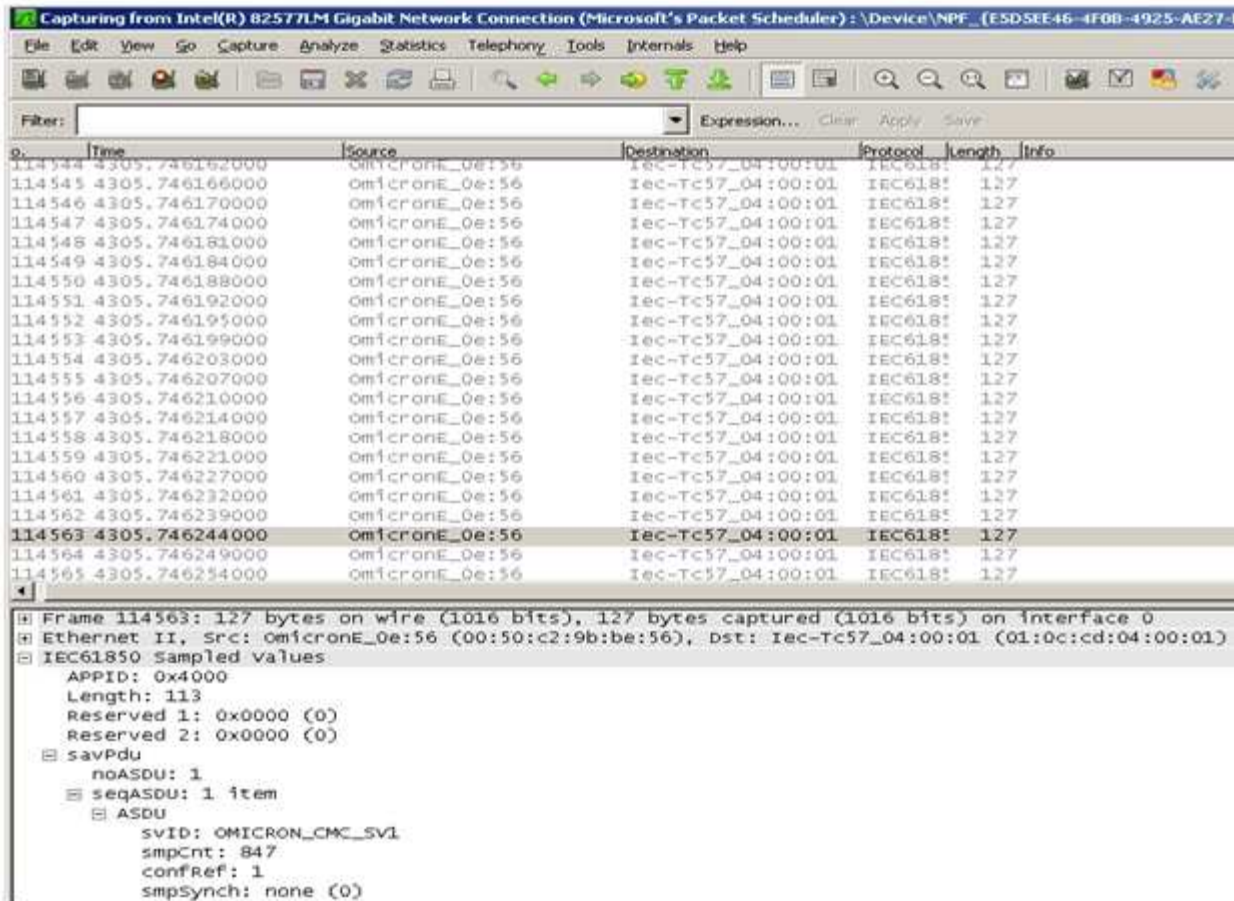 Capturing from Intel(R) 82577LM Gigabit Network Connection (Microsoft's Packet Scheduler) : \Device\NPF_{E5D5EE46-4F0B-4925-AE27-
File Edit View Go Capture Analyze Statistics Telephony Tools Internals Help
Filter: Expression... Clear Apply Save
o. Time Source Destination Protocol Length Info
114544 4305.746162000 OmicronE_0e:56 Iec-Tc57_04:00:01 IEC618 127
114545 4305.746166000 OmicronE_0e:56 Iec-Tc57_04:00:01 IEC618 127
114546 4305.746170000 OmicronE_0e:56 Iec-Tc57_04:00:01 IEC618 127
114547 4305.746174000 OmicronE_0e:56 Iec-Tc57_04:00:01 IEC618 127
114548 4305.746181000 OmicronE_0e:56 Iec-Tc57_04:00:01 IEC618 127
114549 4305.746184000 OmicronE_0e:56 Iec-Tc57_04:00:01 IEC618 127
114550 4305.746188000 OmicronE_0e:56 Iec-Tc57_04:00:01 IEC618 127
114551 4305.746192000 OmicronE_0e:56 Iec-Tc57_04:00:01 IEC618 127
114552 4305.746195000 OmicronE_0e:56 Iec-Tc57_04:00:01 IEC618 127
114553 4305.746199000 OmicronE_0e:56 Iec-Tc57_04:00:01 IEC618 127
114554 4305.746203000 OmicronE_0e:56 Iec-Tc57_04:00:01 IEC618 127
114555 4305.746207000 OmicronE_0e:56 Iec-Tc57_04:00:01 IEC618 127
114556 4305.746210000 OmicronE_0e:56 Iec-Tc57_04:00:01 IEC618 127
114557 4305.746214000 OmicronE_0e:56 Iec-Tc57_04:00:01 IEC618 127
114558 4305.746218000 OmicronE_0e:56 Iec-Tc57_04:00:01 IEC618 127
114559 4305.746221000 OmicronE_0e:56 Iec-Tc57_04:00:01 IEC618 127
114560 4305.746227000 OmicronE_0e:56 Iec-Tc57_04:00:01 IEC618 127
114561 4305.746232000 OmicronE_0e:56 Iec-Tc57_04:00:01 IEC618 127
114562 4305.746239000 OmicronE_0e:56 Iec-Tc57_04:00:01 IEC618 127
114563 4305.746244000 OmicronE_0e:56 Iec-Tc57_04:00:01 IEC618 127
114564 4305.746249000 OmicronE_0e:56 Iec-Tc57_04:00:01 IEC618 127
114565 4305.746254000 OmicronE_0e:56 Iec-Tc57_04:00:01 IEC618 127
Frame 114563: 127 bytes on wire (1016 bits), 127 bytes captured (1016 bits) on interface 0
Ethernet II, Src: OmicronE_0e:56 (00:50:c2:9b:be:56), Dst: Iec-Tc57_04:00:01 (01:0c:cd:04:00:01)
IEC61850 Sampled Values
APPID: 0x4000
Length: 113
Reserved 1: 0x0000 (0)
Reserved 2: 0x0000 (0)
savPdu
noASDU: 1
seqASDU: 1 item
ASDU
svID: OMICRON_CMC_SV1
smpCnt: 847
confRef: 1
smpSynch: none (0)